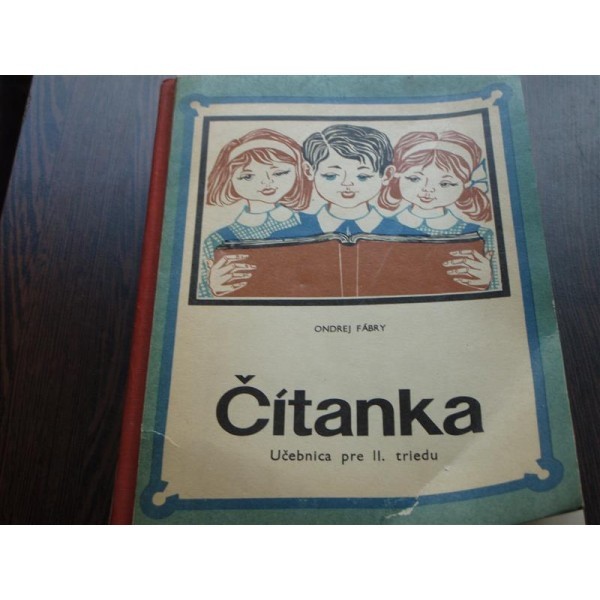 ONDREJ FÁBRY
Čítanka
Učebnica pre II. triedu